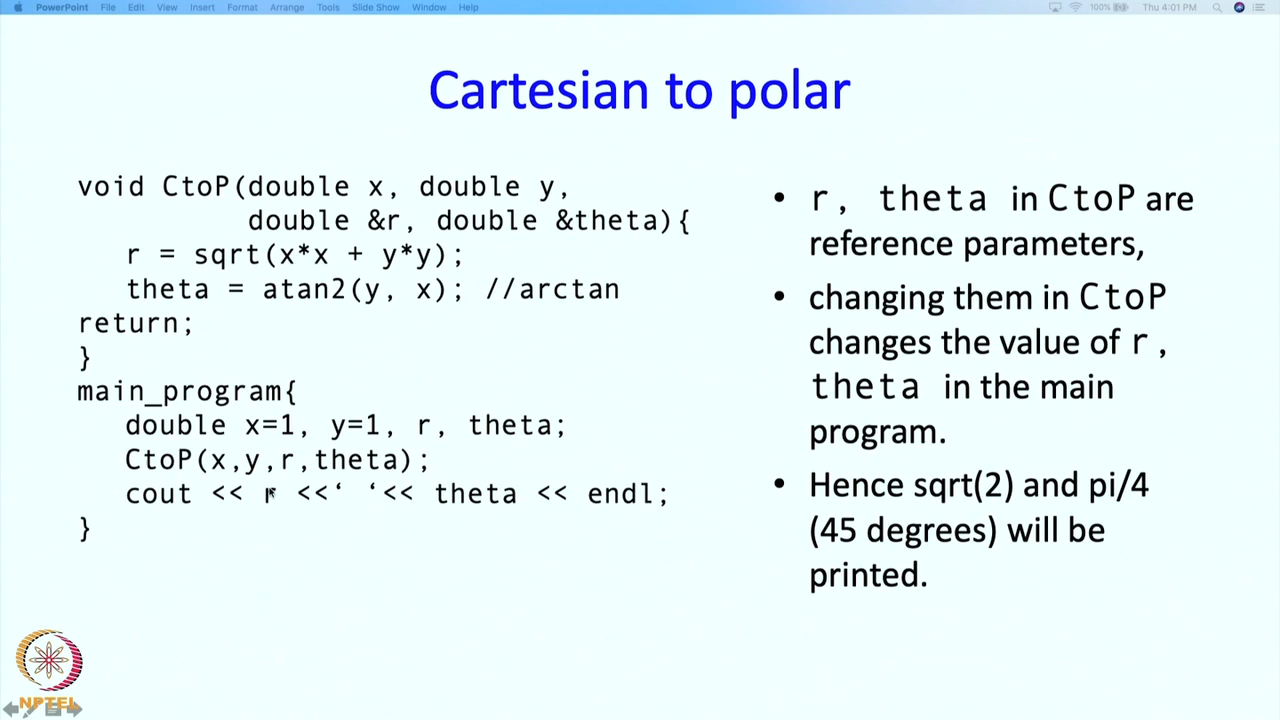 PowerPoint File Edit View Insert Format Arrange Tools Slide Show Window Help 100% Thu 4:01 PM
Cartesian to polar
void CtoP(double x, double y,
double &r, double &theta){
r = sqrt(x*x + y*y);
theta = atan2(y, x); //arctan
return;
}
main_program{
double x=1, y=1, r, theta;
CtoP(x,y,r,theta);
cout << r <<‘ ‘<< theta << endl;
}
• r, theta in CtoP are
reference parameters,
• changing them in CtoP
changes the value of r,
theta in the main
program.
• Hence sqrt(2) and pi/4
(45 degrees) will be
printed.
NPTEL